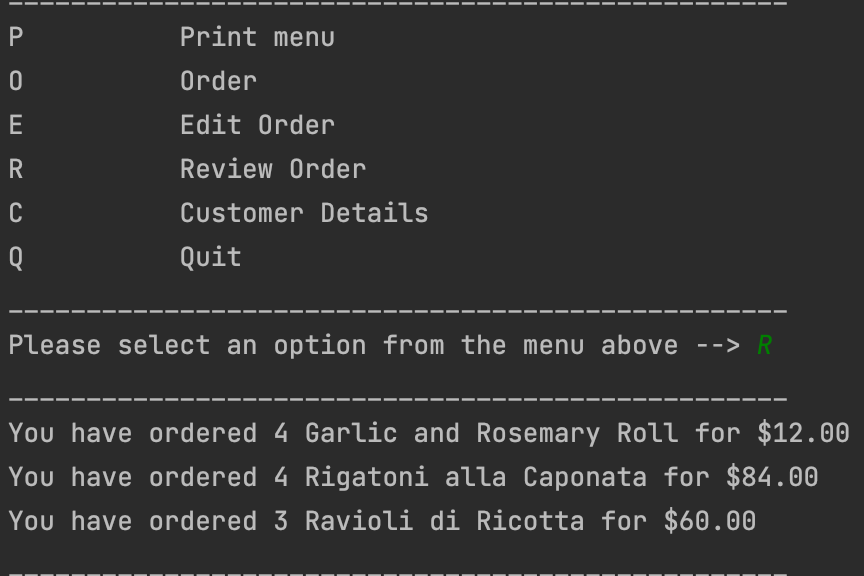 --------------------------------------------------
P          Print menu
O          Order
E          Edit Order
R          Review Order
C          Customer Details
Q          Quit
--------------------------------------------------
Please select an option from the menu above --> R
--------------------------------------------------
You have ordered 4 Garlic and Rosemary Roll for $12.00
You have ordered 4 Rigatoni alla Caponata for $84.00
You have ordered 3 Ravioli di Ricotta for $60.00
--------------------------------------------------